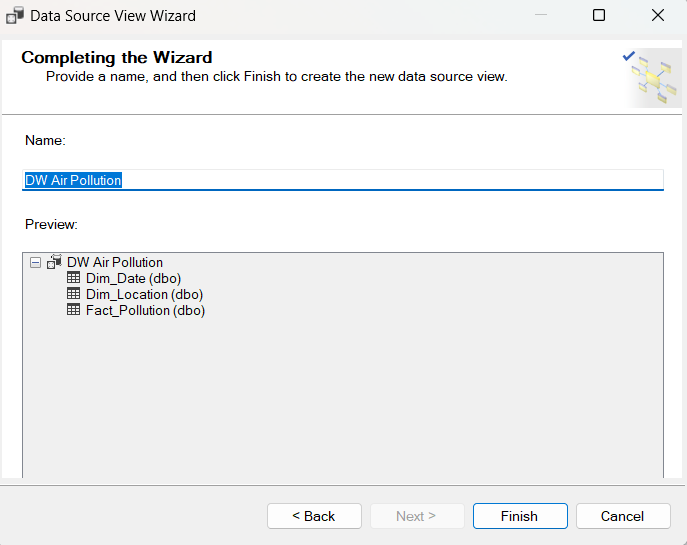 Data Source View Wizard
Completing the Wizard
Provide a name, and then click Finish to create the new data source view.
Name:
DW Air Pollution
Preview:
DW Air Pollution
Dim_Date (dbo)
Dim_Location (dbo)
Fact_Pollution (dbo)
< Back Next > Finish Cancel